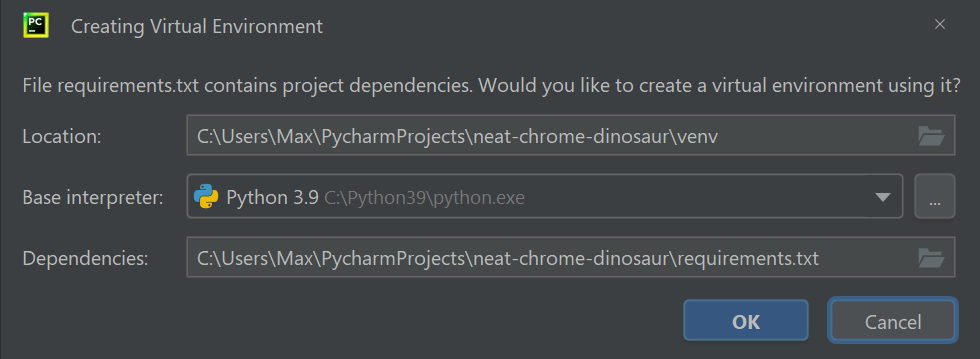 PC
Creating Virtual Environment
File requirements.txt contains project dependencies. Would you like to create a virtual environment using it?
Location: C:\Users\Max\PycharmProjects\neat-chrome-dinosaur\venv
Base interpreter: Python 3.9 C:\Python39\python.exe ...
Dependencies: C:\Users\Max\PycharmProjects\neat-chrome-dinosaur\requirements.txt
OK Cancel